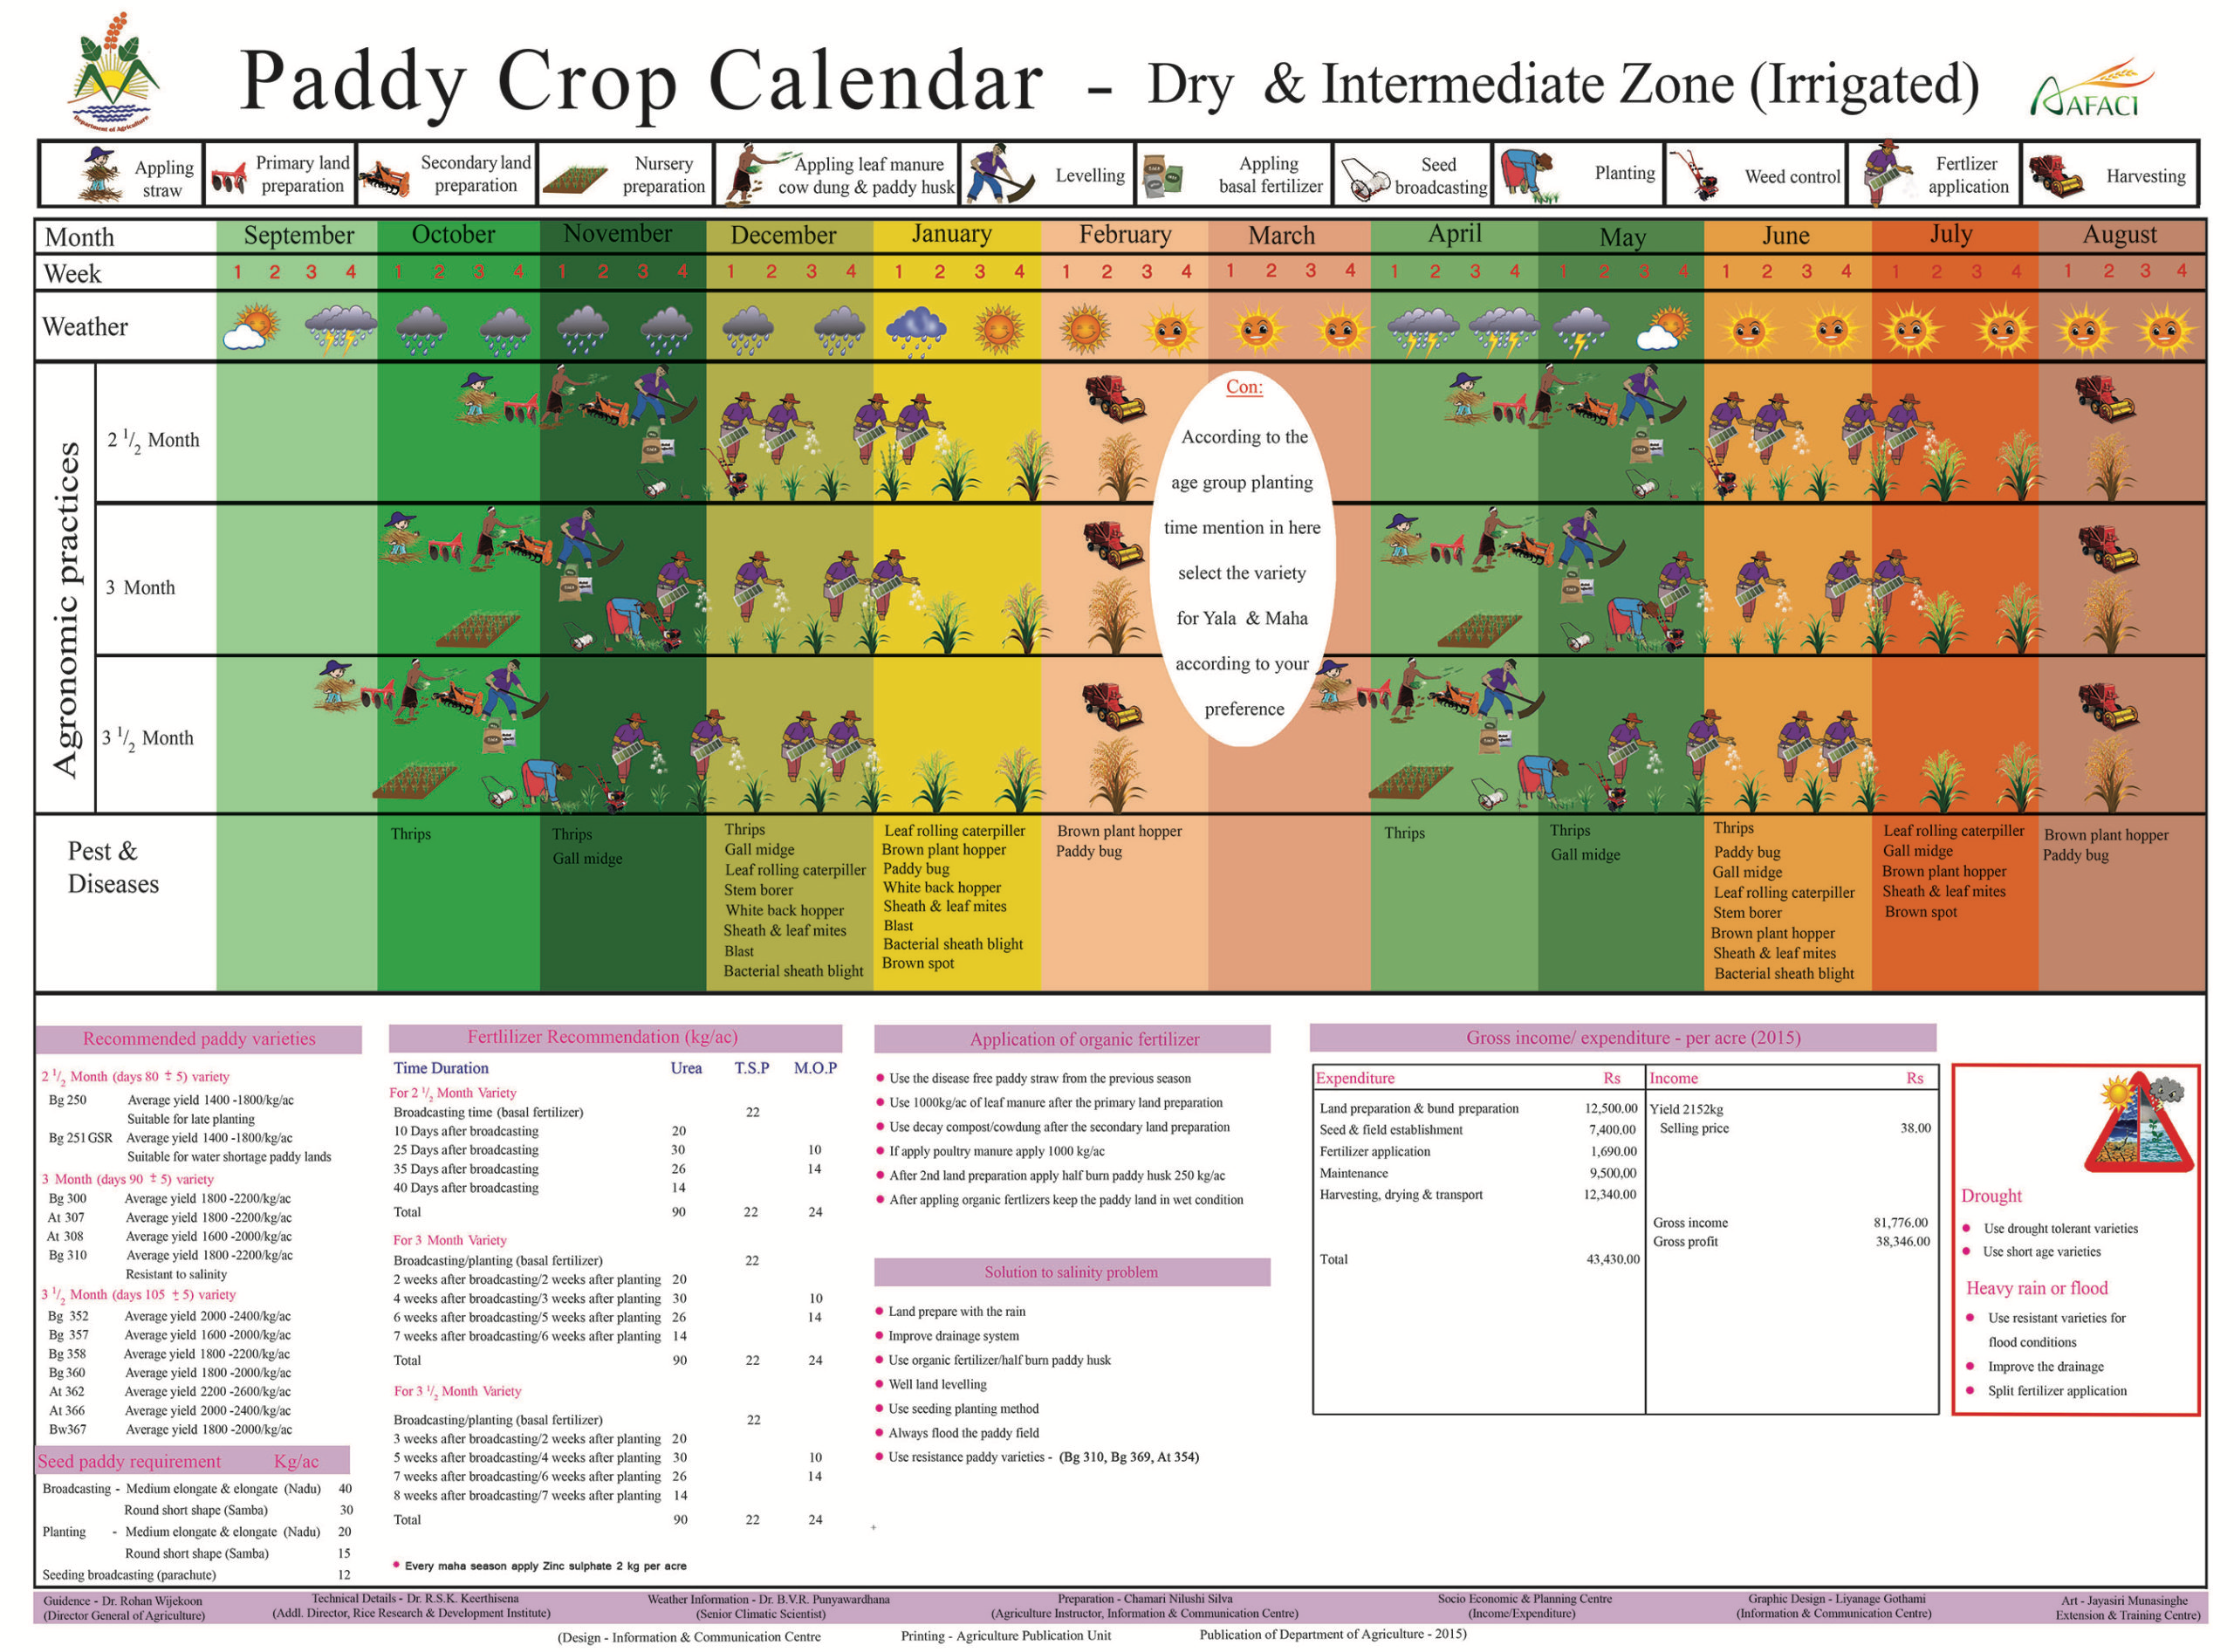 Department of Agriculture
Paddy Crop Calendar - Dry & Intermediate Zone (Irrigated)
AFACI
Appling straw
Primary land preparation
Secondary land preparation
Nursery preparation
Appling leaf manure cow dung & paddy husk
Levelling
Appling basal fertilizer
Seed broadcasting
Planting
Weed control
Fertlizer application
Harvesting
Month September October November December January February March April May June July August
Week 1 2 3 4 1 2 3 4 1 2 3 4 1 2 3 4 1 2 3 4 1 2 3 4 1 2 3 4 1 2 3 4 1 2 3 4 1 2 3 4 1 2 3 4 1 2 3 4
Weather
Agronomic practices
2 1/2 Month
3 Month
3 1/2 Month
Con:
According to the
age group planting
time mention in here
select the variety
for Yala & Maha
according to your
preference
Pest &
Diseases
Thrips
Thrips
Gall midge
Thrips
Gall midge
Leaf rolling caterpiller
Stem borer
White back hopper
Sheath & leaf mites
Blast
Bacterial sheath blight
Leaf rolling caterpiller
Brown plant hopper
Paddy bug
White back hopper
Sheath & leaf mites
Blast
Bacterial sheath blight
Brown spot
Brown plant hopper
Paddy bug
Thrips
Thrips
Gall midge
Thrips
Paddy bug
Gall midge
Leaf rolling caterpiller
Stem borer
Brown plant hopper
Sheath & leaf mites
Bacterial sheath blight
Leaf rolling caterpiller
Gall midge
Brown plant hopper
Sheath & leaf mites
Brown spot
Brown plant hopper
Paddy bug
Recommended paddy varieties
2 1/2 Month (days 80 ± 5) variety
Bg 250 Average yield 1400 -1800/kg/ac
Suitable for late planting
Bg 251 GSR Average yield 1400 -1800/kg/ac
Suitable for water shortage paddy lands
3 Month (days 90 ± 5) variety
Bg 300 Average yield 1800 -2200/kg/ac
At 307 Average yield 1800 -2200/kg/ac
At 308 Average yield 1600 -2000/kg/ac
Bg 310 Average yield 1800 -2200/kg/ac
Resistant to salinity
3 1/2 Month (days 105 ± 5) variety
Bg 352 Average yield 2000 -2400/kg/ac
Bg 357 Average yield 1600 -2000/kg/ac
Bg 358 Average yield 1800 -2200/kg/ac
Bg 360 Average yield 1800 -2000/kg/ac
At 362 Average yield 2200 -2600/kg/ac
At 366 Average yield 2000 -2400/kg/ac
Bw367 Average yield 1800 -2000/kg/ac
Seed paddy requirement Kg/ac
Broadcasting - Medium elongate & elongate (Nadu) 40
Round short shape (Samba) 30
Planting - Medium elongate & elongate (Nadu) 20
Round short shape (Samba) 15
Seeding broadcasting (parachute) 12
Fertlilizer Recommendation (kg/ac)
Time Duration Urea T.S.P M.O.P
For 2 1/2 Month Variety
Broadcasting time (basal fertilizer) 22
10 Days after broadcasting 20
25 Days after broadcasting 30 10
35 Days after broadcasting 26 14
40 Days after broadcasting 14
Total 90 22 24
For 3 Month Variety
Broadcasting/planting (basal fertilizer) 22
2 weeks after broadcasting/2 weeks after planting 20
4 weeks after broadcasting/3 weeks after planting 30 10
6 weeks after broadcasting/5 weeks after planting 26 14
7 weeks after broadcasting/6 weeks after planting 14
Total 90 22 24
For 3 1/2 Month Variety
Broadcasting/planting (basal fertilizer) 22
3 weeks after broadcasting/2 weeks after planting 20
5 weeks after broadcasting/4 weeks after planting 30 10
7 weeks after broadcasting/6 weeks after planting 26 14
8 weeks after broadcasting/7 weeks after planting 14
Total 90 22 24
• Every maha season apply Zinc sulphate 2 kg per acre
Application of organic fertilizer
• Use the disease free paddy straw from the previous season
• Use 1000kg/ac of leaf manure after the primary land preparation
• Use decay compost/cowdung after the secondary land preparation
• If apply poultry manure apply 1000 kg/ac
• After 2nd land preparation apply half burn paddy husk 250 kg/ac
• After appling organic fertlizers keep the paddy land in wet condition
Solution to salinity problem
• Land prepare with the rain
• Improve drainage system
• Use organic fertilizer/half burn paddy husk
• Well land levelling
• Use seeding planting method
• Always flood the paddy field
• Use resistance paddy varieties - (Bg 310, Bg 369, At 354)
Gross income/ expenditure - per acre (2015)
Expenditure Rs Income Rs
Land preparation & bund preparation 12,500.00 Yield 2152kg
Seed & field establishment 7,400.00 Selling price 38.00
Fertilizer application 1,690.00
Maintenance 9,500,00
Harvesting, drying & transport 12,340.00
Gross income 81,776.00
Gross profit 38,346.00
Total 43,430.00
Drought
• Use drought tolerant varieties
• Use short age varieties
Heavy rain or flood
• Use resistant varieties for
flood conditions
• Improve the drainage
• Split fertilizer application
Guidence - Dr. Rohan Wijekoon
(Director General of Agriculture)
Technical Details - Dr. R.S.K. Keerthisena
(Addl. Director, Rice Research & Development Institute)
Weather Information - Dr. B.V.R. Punyawardhana
(Senior Climatic Scientist)
Preparation - Chamari Nilushi Silva
(Agriculture Instructor, Information & Communication Centre)
Socio Economic & Planning Centre
(Income/Expenditure)
Graphic Design - Liyanage Gothami
(Information & Communication Centre)
Art - Jayasiri Munasinghe
Extension & Training Centre)
(Design - Information & Communication Centre Printing - Agriculture Publication Unit Publication of Department of Agriculture - 2015)